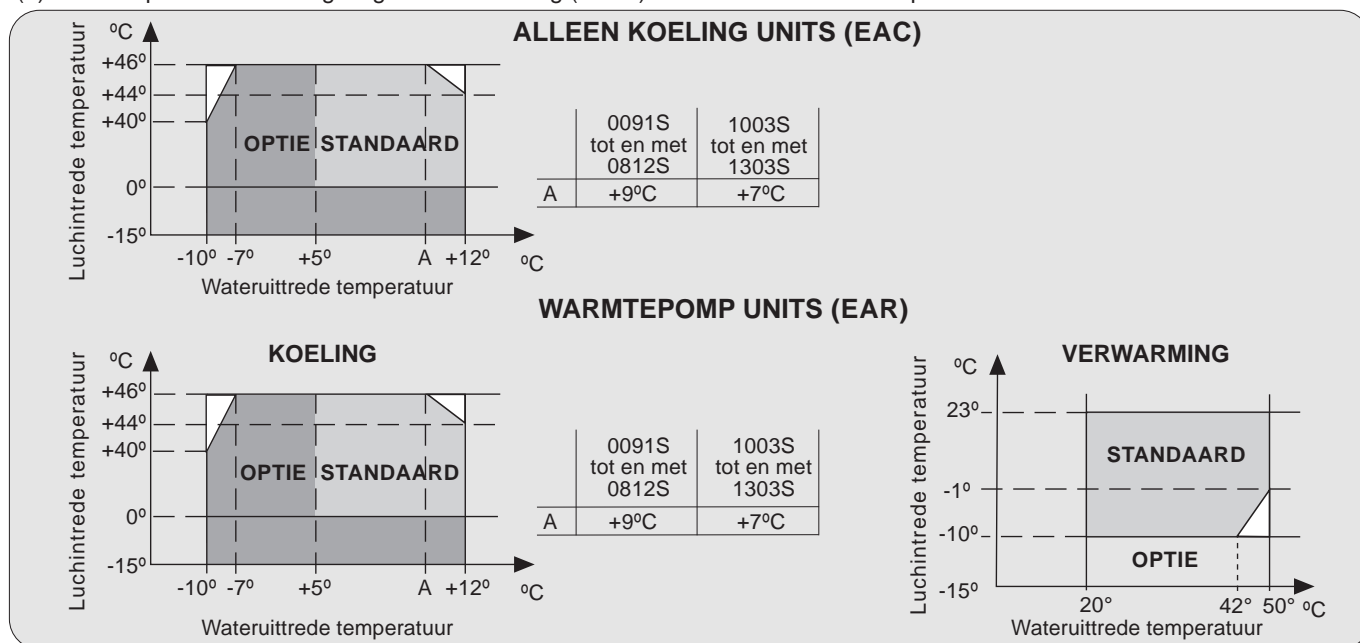 ALLEEN KOELING UNITS (EAC)
ºC
Luchintrede temperatuur
+46º
+44º
+40º
0º
-15º
OPTIE STANDAARD
-10º -7º +5º A +12º ºC
Wateruittrede temperatuur
0091S 1003S
tot en met tot en met
0812S 1303S
A +9ºC +7ºC
WARMTEPOMP UNITS (EAR)
KOELING
ºC
Luchintrede temperatuur
+46º
+44º
+40º
0º
-15º
OPTIE STANDAARD
-10º -7º +5º A +12º ºC
Wateruittrede temperatuur
0091S 1003S
tot en met tot en met
0812S 1303S
A +9ºC +7ºC
VERWARMING
ºC
Luchintrede temperatuur
23º
STANDAARD
-1º
-10º
OPTIE
-15º
20° 42° 50° ºC
Wateruittrede temperatuur